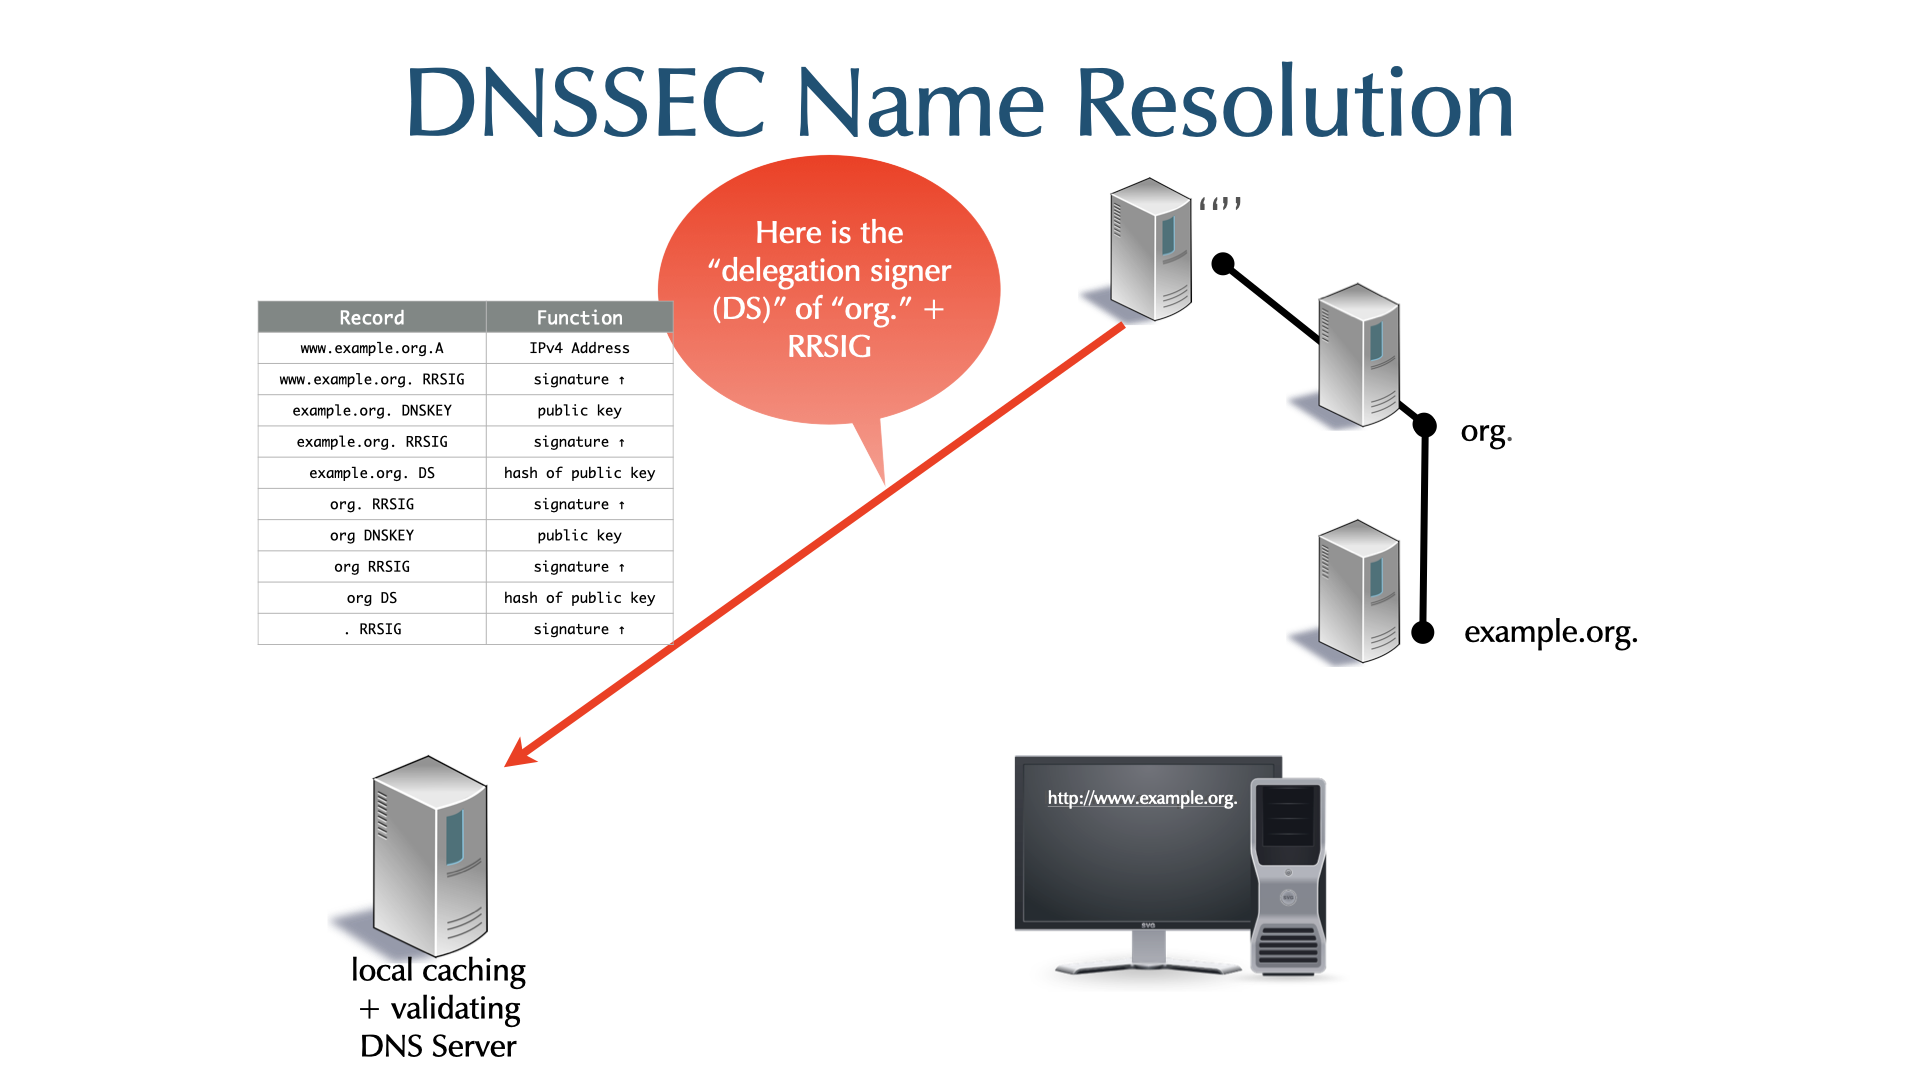 DNSSEC Name Resolution
Here is the
“delegation signer
(DS)” of “org.” +
RRSIG
“”
Record Function
www.example.org.A IPv4 Address
www.example.org. RRSIG signature ↑
example.org. DNSKEY public key
example.org. RRSIG signature ↑
example.org. DS hash of public key
org. RRSIG signature ↑
org DNSKEY public key
org RRSIG signature ↑
org DS hash of public key
. RRSIG signature ↑
org.
example.org.
http://www.example.org.
SVG
SVG
local caching
+ validating
DNS Server